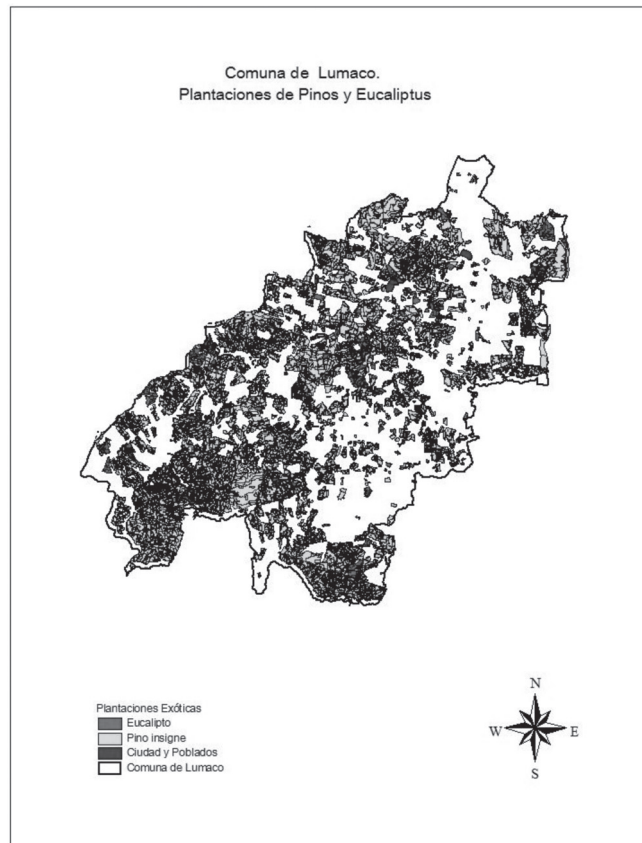 Comuna de Lumaco.
Plantaciones de Pinos y Eucaliptus
Plantaciones Exóticas
Eucalipto
Pino insigne
Ciudad y Poblados
Comuna de Lumaco
N
W E
S